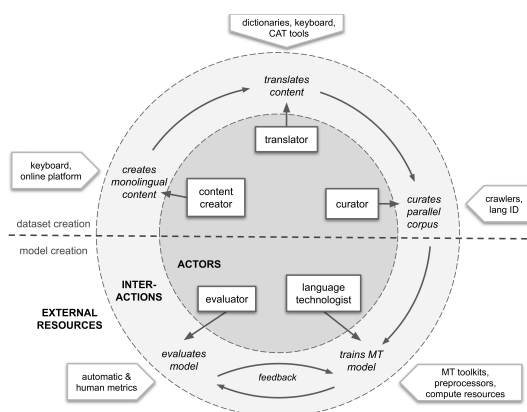 dictionaries, keyboard,
CAT tools
translates
content
translator
keyboard,
online platform
creates
monolingual
content
content
creator
curator
curates
parallel
corpus
crawlers,
lang ID
dataset creation
model creation
ACTORS
INTER-
ACTIONS
EXTERNAL
RESOURCES
evaluator
language
technologist
evaluates
model
feedback
trains MT
model
automatic &
human metrics
MT toolkits,
preprocessors,
compute resources